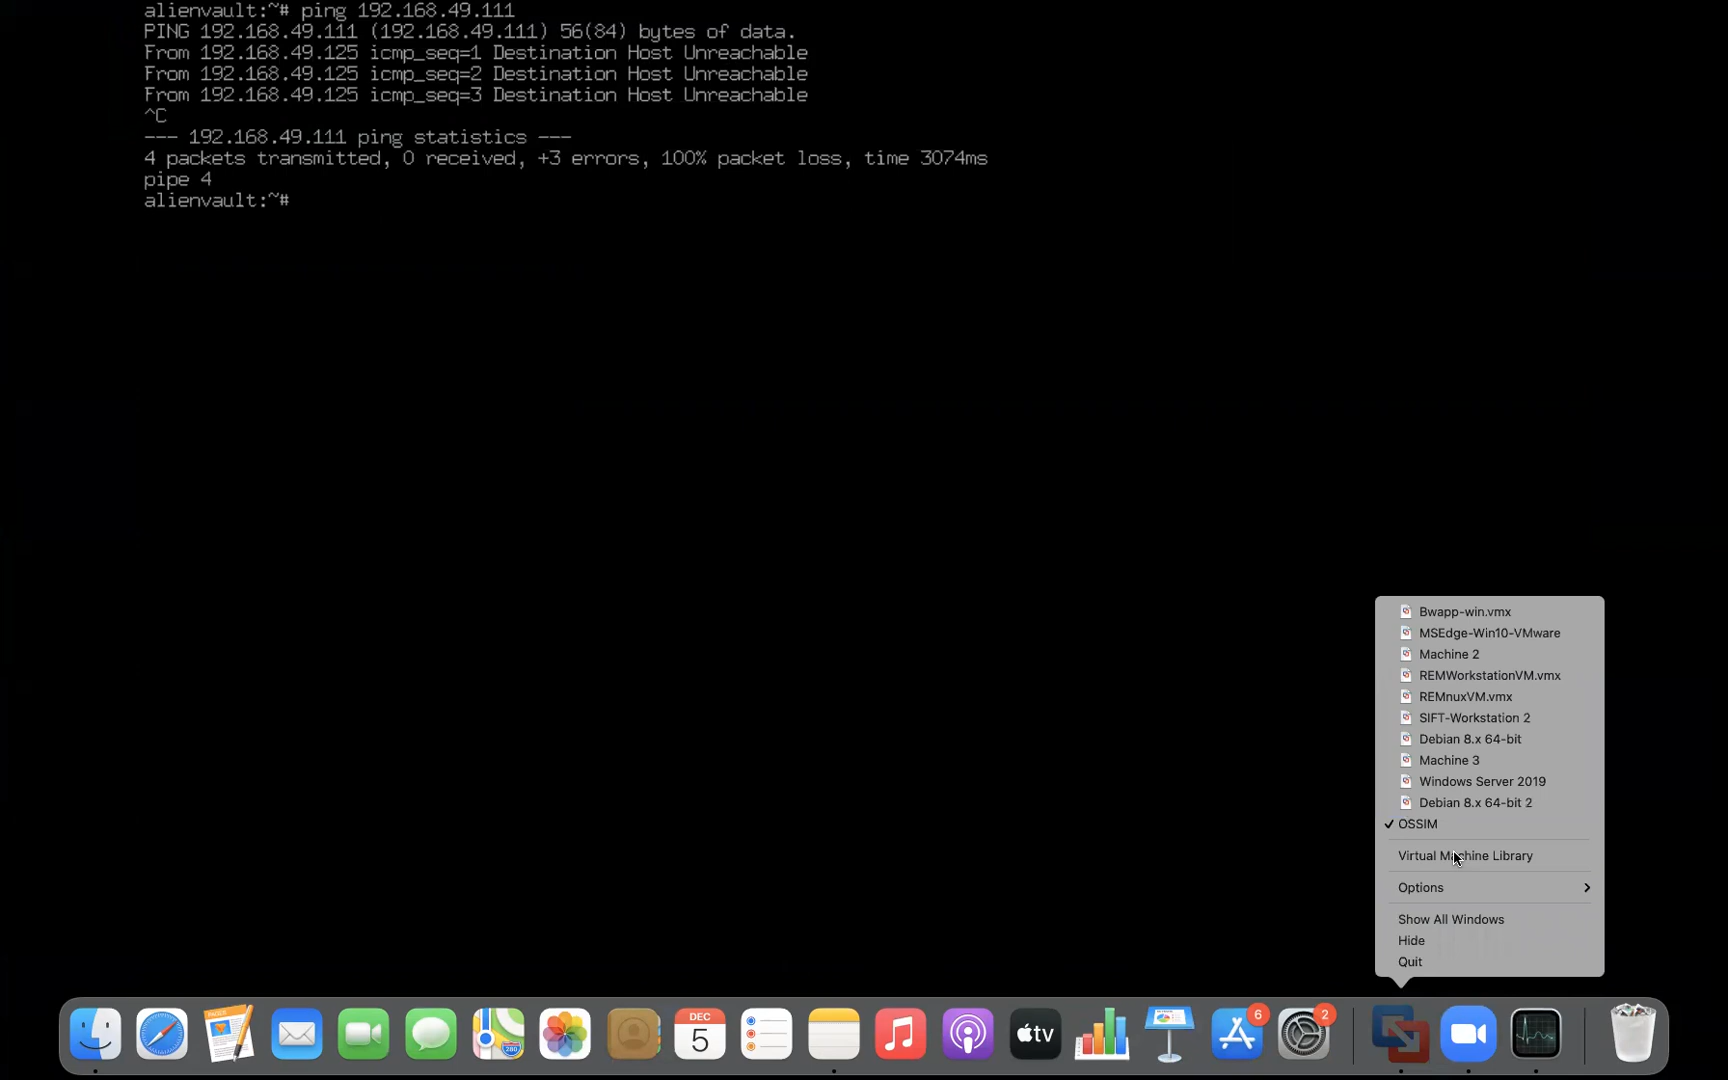 alienvault:~# ping 192.168.49.111
PING 192.168.49.111 (192.168.49.111) 56(84) bytes of data.
From 192.168.49.125 icmp_seq=1 Destination Host Unreachable
From 192.168.49.125 icmp_seq=2 Destination Host Unreachable
From 192.168.49.125 icmp_seq=3 Destination Host Unreachable
^C
--- 192.168.49.111 ping statistics ---
4 packets transmitted, 0 received, +3 errors, 100% packet loss, time 3074ms
pipe 4
alienvault:~#
Bwapp-win.vmx
MSEdge-Win10-VMware
Machine 2
REMWorkstationVM.vmx
REMnuxVM.vmx
SIFT-Workstation 2
Debian 8.x 64-bit
Machine 3
Windows Server 2019
Debian 8.x 64-bit 2
✓ OSSIM
Virtual Machine Library
Options
Show All Windows
Hide
Quit
280
DEC
5
tv
6
2